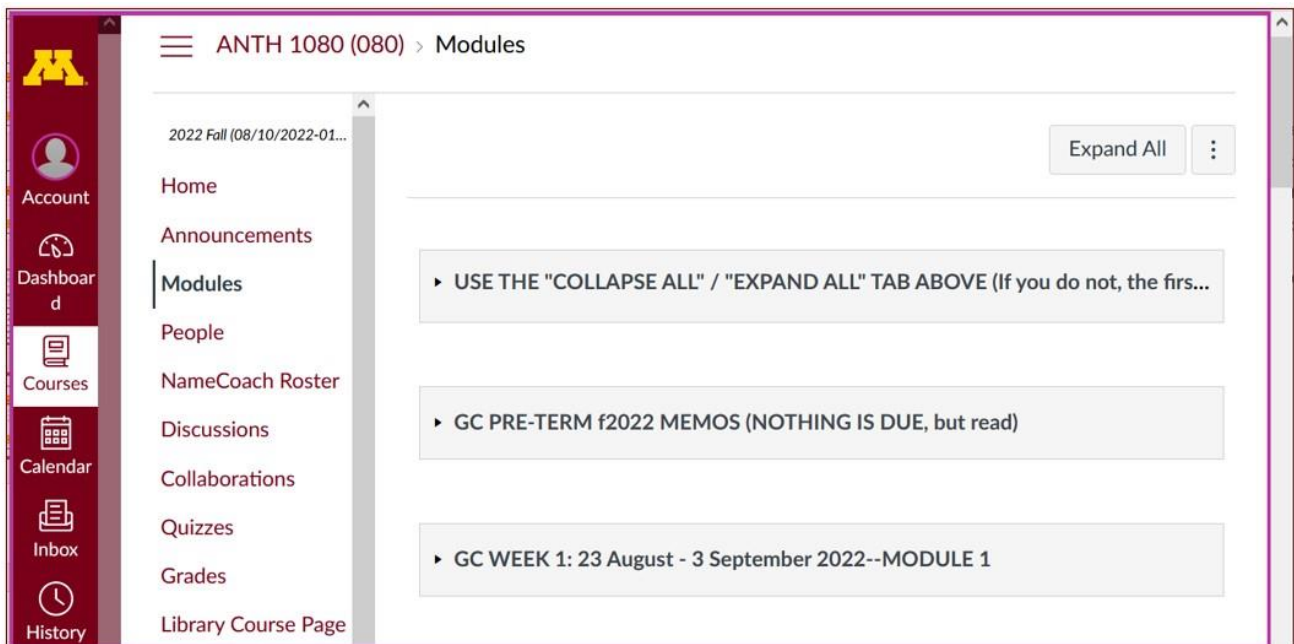 M
ANTH 1080 (080) > Modules
Account
Dashboar
d
Courses
Calendar
Inbox
History
2022 Fall (08/10/2022-01...
Home
Announcements
Modules
People
NameCoach Roster
Discussions
Collaborations
Quizzes
Grades
Library Course Page
Expand All
USE THE "COLLAPSE ALL" / "EXPAND ALL" TAB ABOVE (If you do not, the firs...
GC PRE-TERM f2022 MEMOS (NOTHING IS DUE, but read)
GC WEEK 1: 23 August - 3 September 2022--MODULE 1